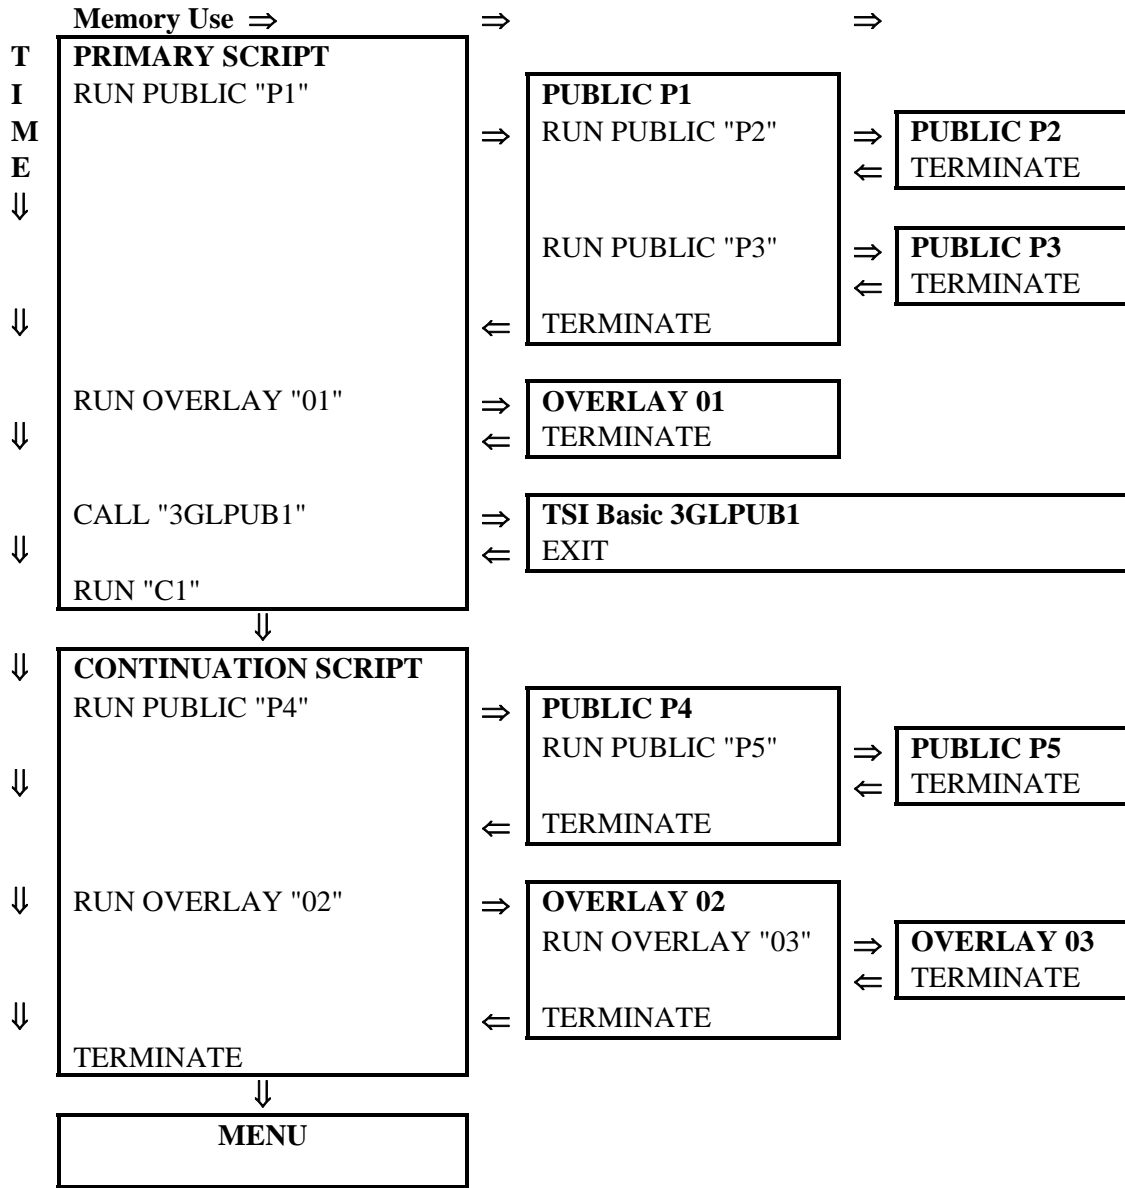 Memory Use ⇒ ⇒ ⇒
T PRIMARY SCRIPT
I RUN PUBLIC "P1" PUBLIC P1
M ⇒ RUN PUBLIC "P2" ⇒ PUBLIC P2
E ⇐ TERMINATE
⇓
RUN PUBLIC "P3" ⇒ PUBLIC P3
⇐ TERMINATE
⇓ ⇐ TERMINATE
RUN OVERLAY "01" ⇒ OVERLAY 01
⇓ ⇐ TERMINATE
CALL "3GLPUB1" ⇒ TSI Basic 3GLPUB1
⇓ ⇐ EXIT
RUN "C1"
⇓
⇓ CONTINUATION SCRIPT
RUN PUBLIC "P4" ⇒ PUBLIC P4
RUN PUBLIC "P5" ⇒ PUBLIC P5
⇓ ⇐ TERMINATE
⇐ TERMINATE
⇓ RUN OVERLAY "02" ⇒ OVERLAY 02
RUN OVERLAY "03" ⇒ OVERLAY 03
⇐ TERMINATE
⇓ ⇐ TERMINATE
TERMINATE
⇓
MENU